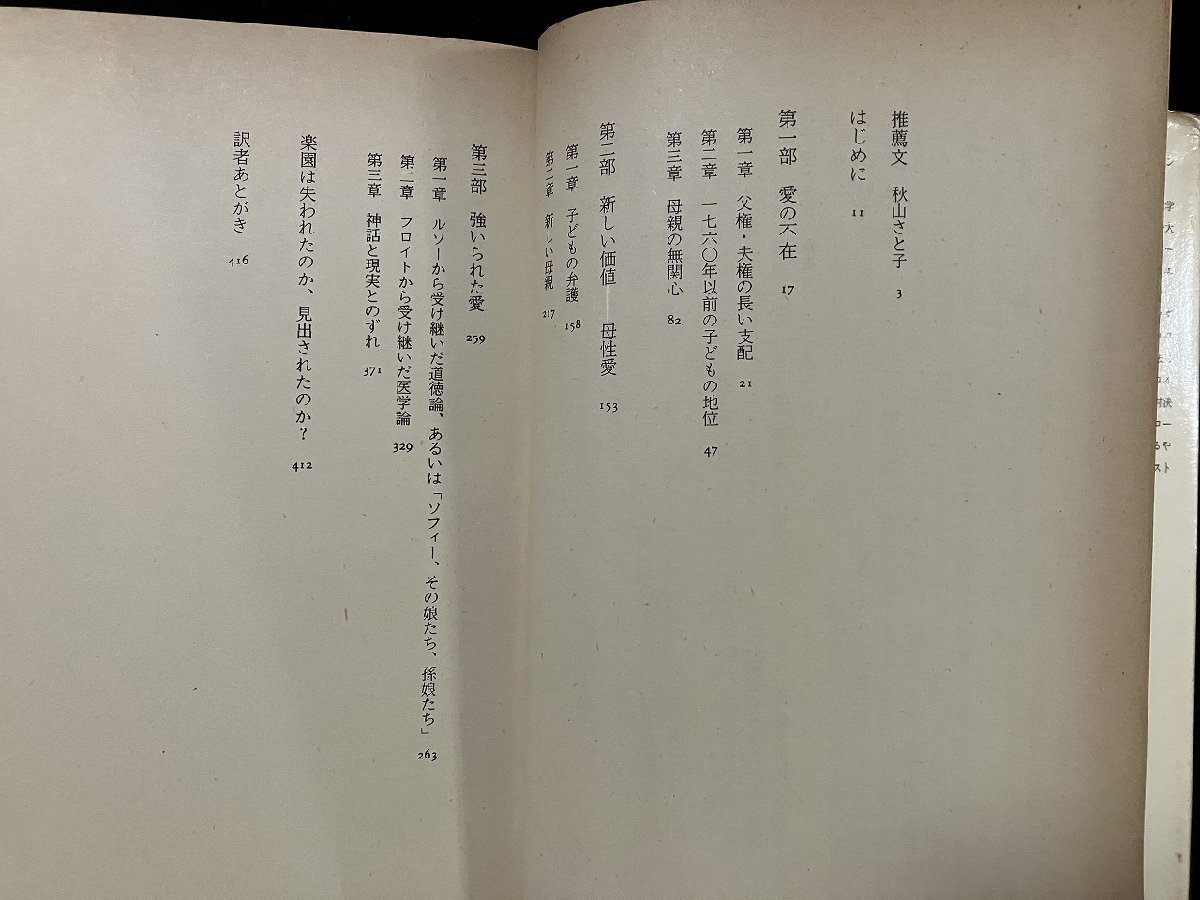 推薦文　秋山さと子　3
はじめに　11
第一部　愛の不在　17
第一章　父権・夫権の長い支配　21
第二章　一七六〇年以前の子どもの地位　47
第三章　母親の無関心　82
第二部　新しい価値――母性愛　153
第一章　子どもの弁護　158
第二章　新しい母親　217
第三部　強いられた愛　259
第一章　ルソーから受け継いだ道徳論、あるいは「ソフィー、その娘たち、孫娘たち」　263
第二章　フロイトから受け継いだ医学論　329
第三章　神話と現実とのずれ　371
楽園は失われたのか、見出されたのか？　412
訳者あとがき　416